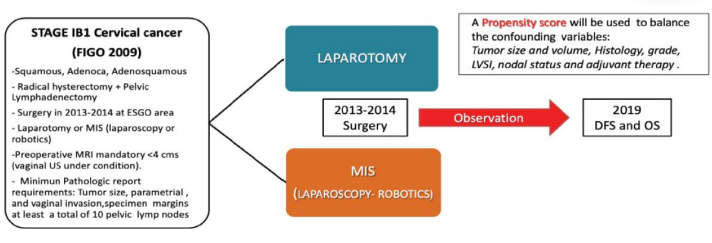 STAGE IB1 Cervical cancer
(FIGO 2009)
-Squamous, Adenoca, Adenosquamous
- Radical hysterectomy + Pelvic
Lymphadenectomy
- Surgery in 2013-2014 at ESGO area
- Laparotomy or MIS (laparoscopy or
robotics)
-Preoperative MRI mandatory <4 cms
(vaginal US under condition).
- Minimun Pathologic report
requirements: Tumor size, parametrial ,
and vaginal invasion,specimen margins
at least a total of 10 pelvic lymp nodes
LAPAROTOMY
A Propensity score will be used to balance
the confounding variables:
Tumor size and volume, Histology, grade,
LVSI, nodal status and adjuvant therapy .
2013-2014
Surgery
Observation
2019
DFS and OS
MIS
(LAPAROSCOPY- ROBOTICS)